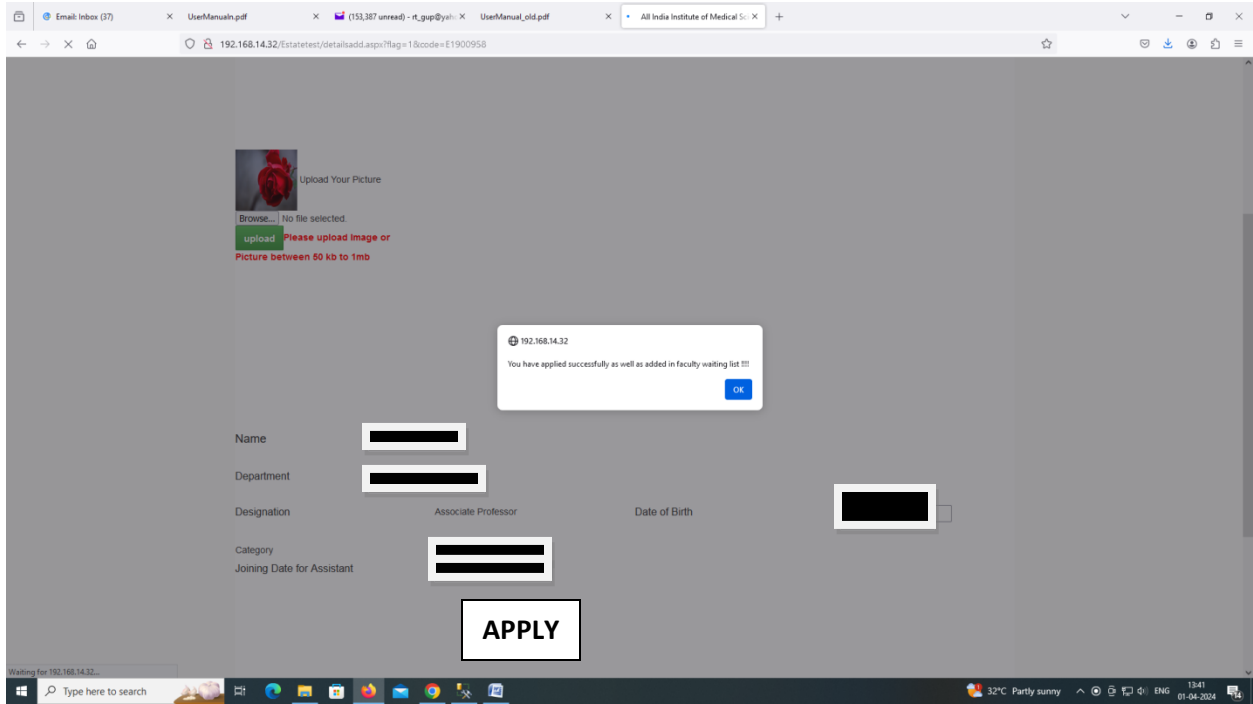 Email: Inbox (37)
UserManualn.pdf
(153,387 unread) - rt_gup@yaho
UserManual_old.pdf
All India Institute of Medical Sc
192.168.14.32/Estatetest/detailsadd.aspx?flag=1&code=E1900958
Upload Your Picture
Browse... No file selected.
upload Please upload Image or
Picture between 50 kb to 1mb
192.168.14.32
You have applied successfully as well as added in faculty waiting list !!!!
OK
Name
Department
Designation Associate Professor Date of Birth
Category
Joining Date for Assistant
APPLY
Waiting for 192.168.14.32...
Type here to search
32°C Partly sunny
ENG
13:41
01-04-2024
14